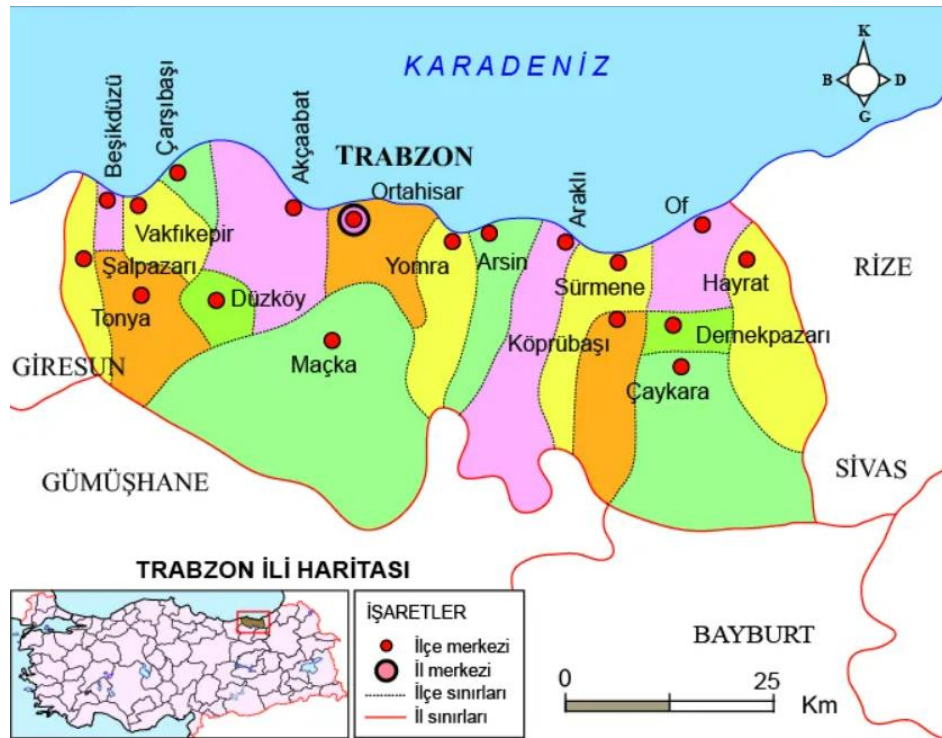 KARADENİZ
K
B
D
G
Beşikdüzü
Çarşıbaşı
Akçaabat
TRABZON
Ortahisar
Araklı
Of
Vakfıkepir
Yomra
Arsin
Şalpazarı
Sürmene
Hayrat
RİZE
Tonya
Düzköy
Köprübaşı
Dernekpazarı
GİRESUN
Maçka
Çaykara
GÜMÜŞHANE
SİVAS
TRABZON İLİ HARİTASI
İŞARETLER
İlçe merkezi
İl merkezi
İlçe sınırları
İl sınırları
BAYBURT
0
25
Km